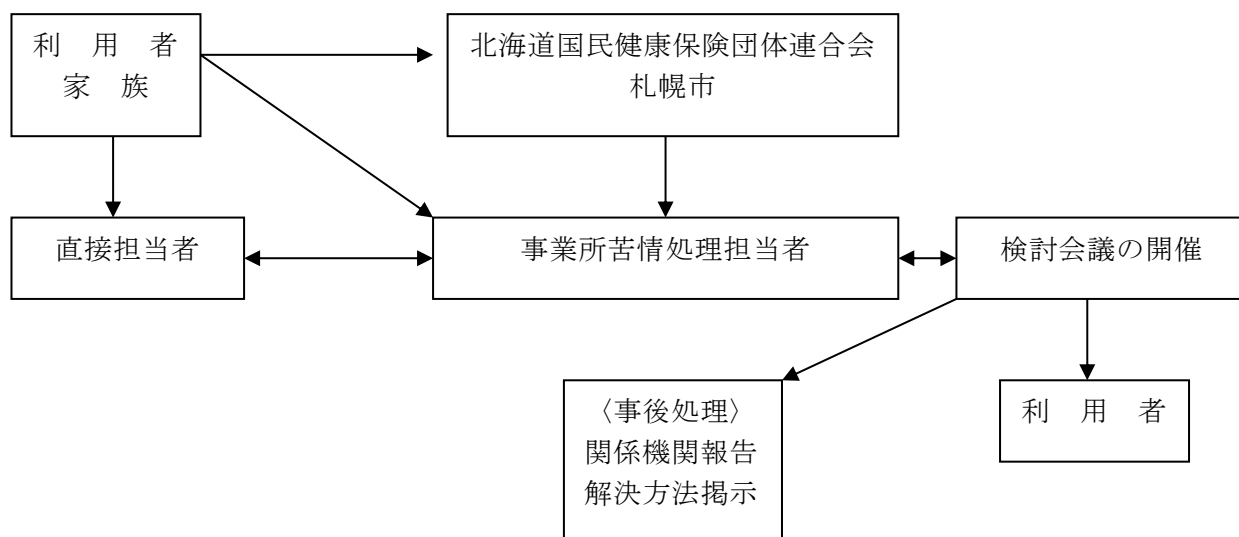 利　用　者
家　族
北海道国民健康保険団体連合会
札幌市
直接担当者
事業所苦情処理担当者
検討会議の開催
〈事後処理〉
関係機関報告
解決方法掲示
利　用　者